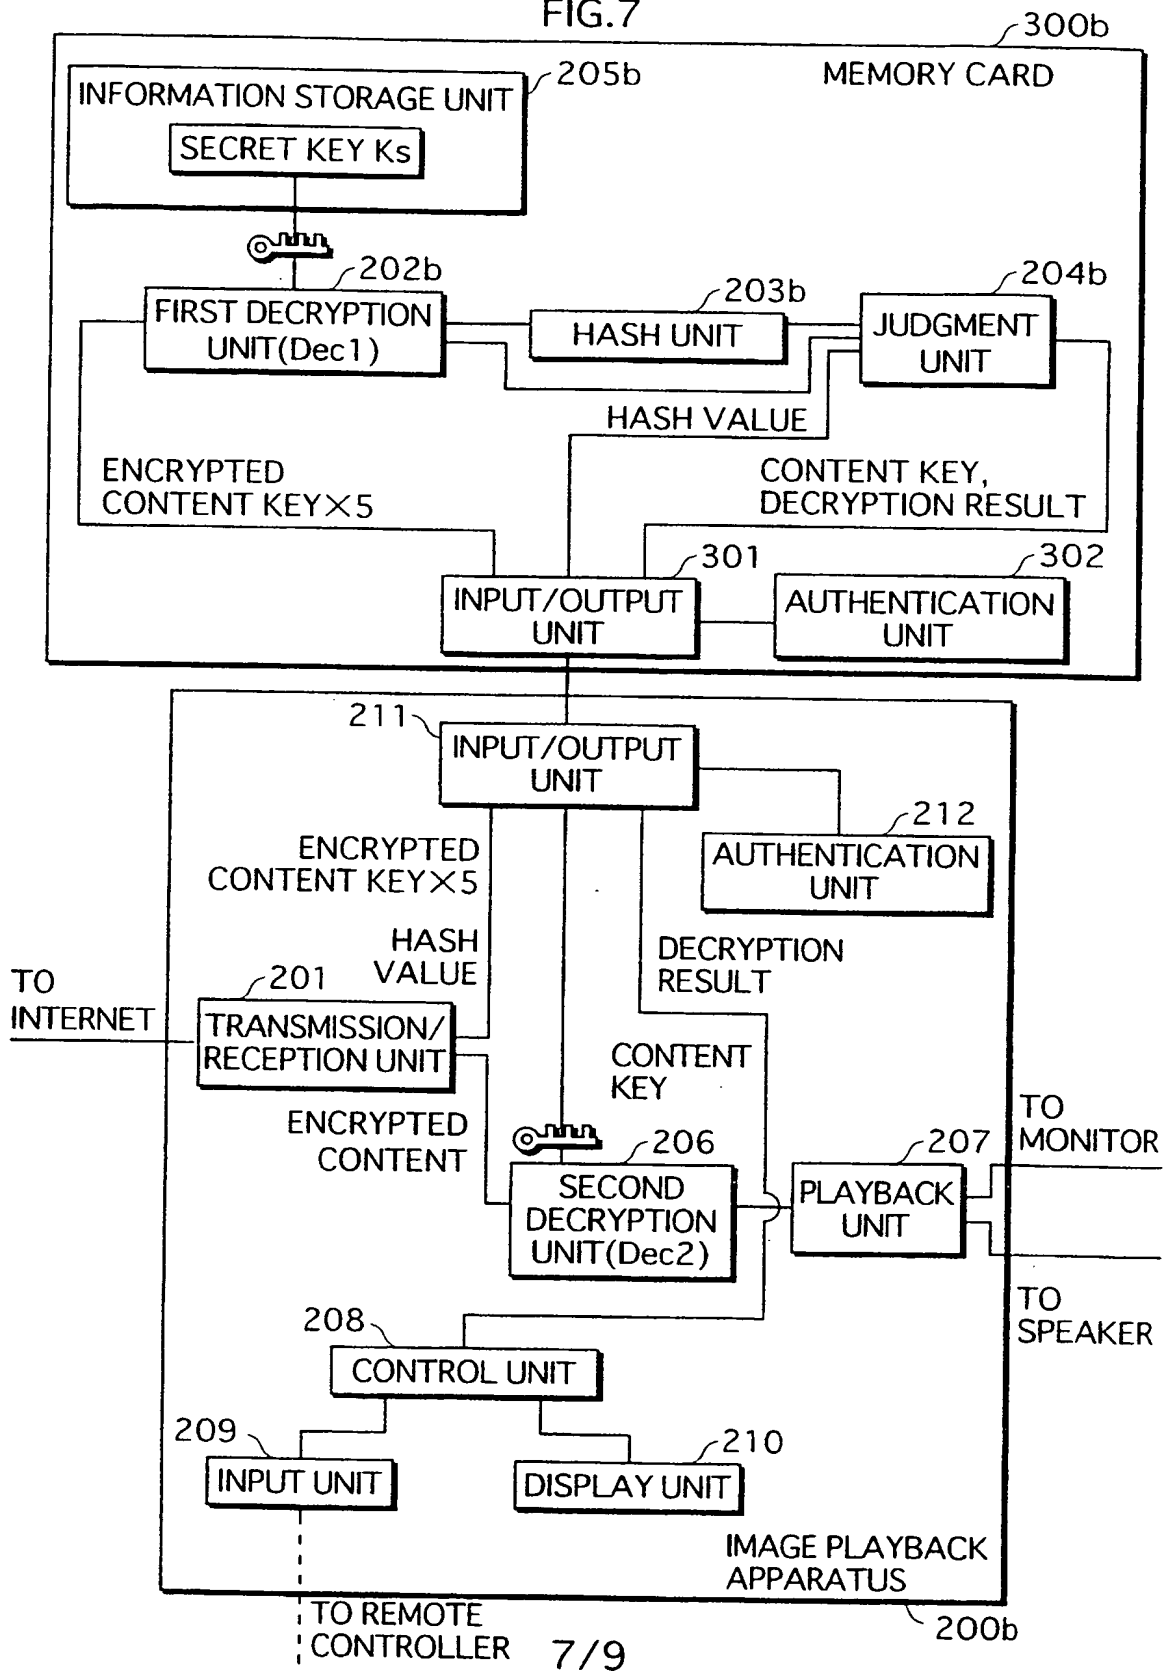 FIG.7
300b
MEMORY CARD
205b
INFORMATION STORAGE UNIT
SECRET KEY Ks
202b
FIRST DECRYPTION
UNIT(Dec1)
203b
HASH UNIT
204b
JUDGMENT
UNIT
HASH VALUE
ENCRYPTED
CONTENT KEY×5
CONTENT KEY,
DECRYPTION RESULT
301
INPUT/OUTPUT
UNIT
302
AUTHENTICATION
UNIT
211
INPUT/OUTPUT
UNIT
212
AUTHENTICATION
UNIT
ENCRYPTED
CONTENT KEY×5
HASH
VALUE
DECRYPTION
RESULT
TO
INTERNET
201
TRANSMISSION/
RECEPTION UNIT
CONTENT
KEY
ENCRYPTED
CONTENT
206
SECOND
DECRYPTION
UNIT(Dec2)
207
PLAYBACK
UNIT
TO
MONITOR
TO
SPEAKER
208
CONTROL UNIT
209
INPUT UNIT
210
DISPLAY UNIT
IMAGE PLAYBACK
APPARATUS
200b
TO REMOTE
CONTROLLER
7/9